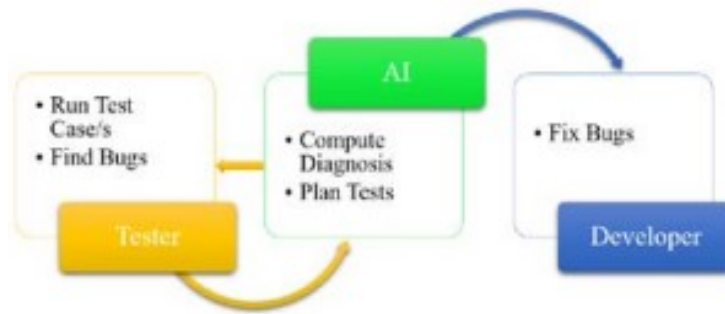 • Run Test
Case/s
• Find Bugs
Tester
AI
• Compute
Diagnosis
• Plan Tests
• Fix Bugs
Developer